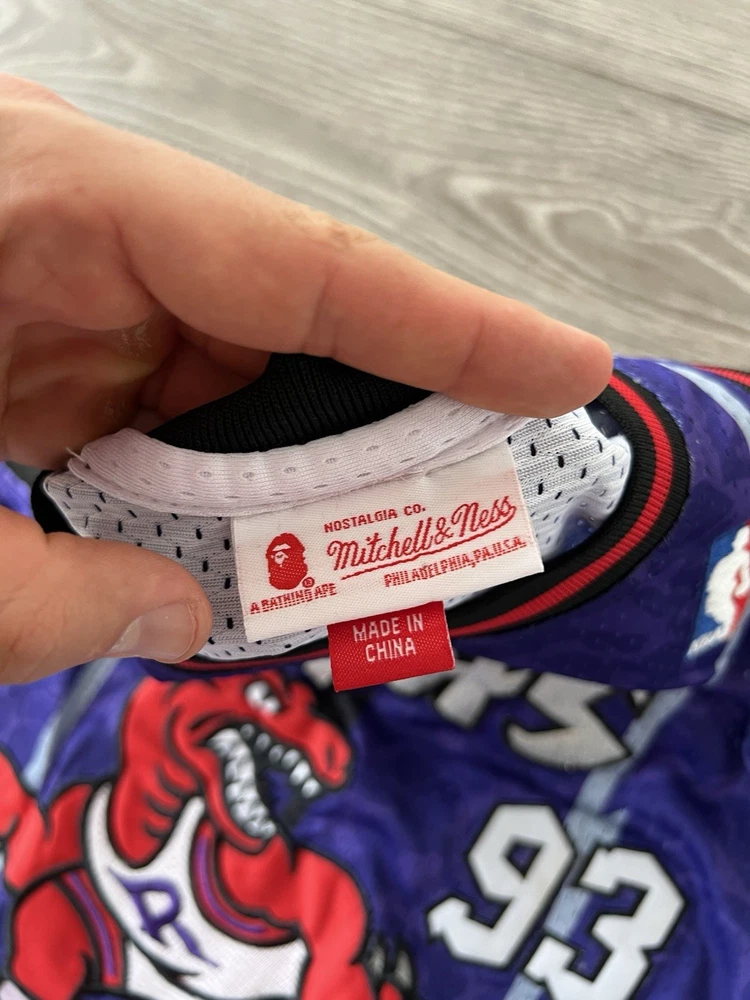 NOSTALGIA CO.
Mitchell & Ness
PHILADELPHIA, PA. U.S.A.
A BATHING APE
MADE IN
CHINA
93
R